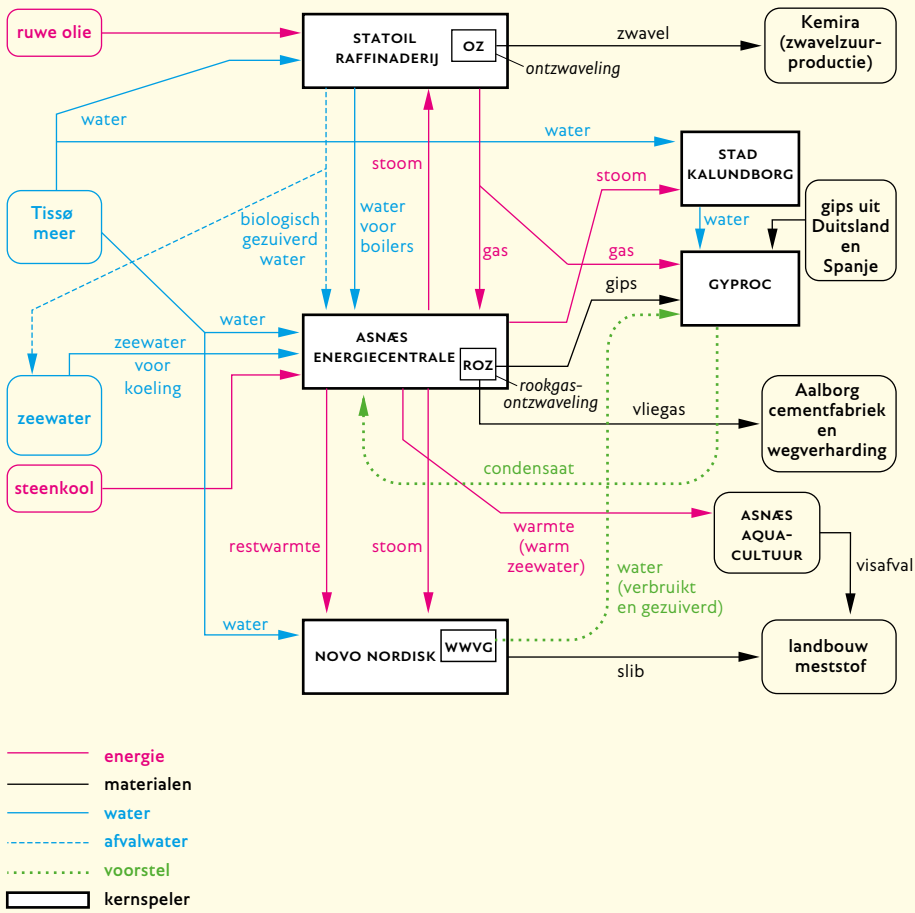 ruwe olie
STATOIL
RAFFINADERIJ
OZ
ontzwaveling
zwavel
Kemira
(zwavelzuur-
productie)
water
water
STAD
KALUNDBORG
stoom
stoom
Tissø
meer
biologisch
gezuiverd
water
water
voor
boilers
gas
gas
water
gips uit
Duitsland
en
Spanje
GYPROC
gips
water
zeewater
voor
koeling
ASNÆS
ENERGIECENTRALE
ROZ
rookgas-
ontzwaveling
vliegas
Aalborg
cementfabriek
en
wegverharding
zeewater
steenkool
condensaat
restwarmte
stoom
warmte
(warm
zeewater)
ASNÆS
AQUA-
CULTUUR
visafval
water
(verbruikt
en gezuiverd)
water
NOVO NORDISK
WWVG
slib
landbouw
meststof
energie
materialen
water
afvalwater
voorstel
kernspeler